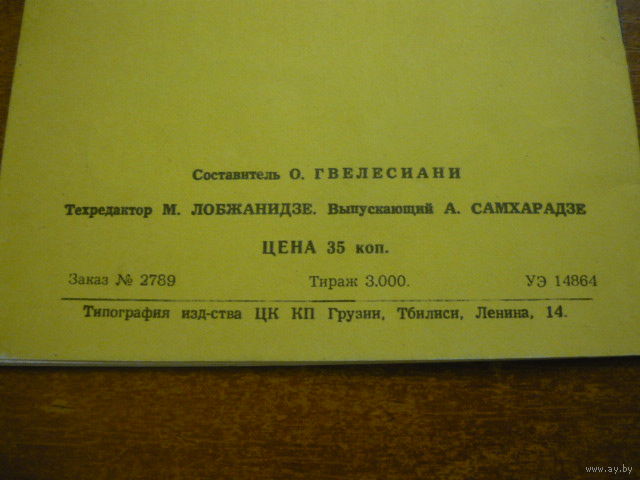 Составитель О. ГВЕЛЕСИАНИ
Техредактор М. ЛОБЖАНИДЗЕ. Выпускающий А. САМХАРАДЗЕ
ЦЕНА 35 коп.
Заказ № 2789 Тираж 3.000. УЭ 14864
Типография изд-ства ЦК КП Грузии, Тбилиси, Ленина, 14.
www.ay.by